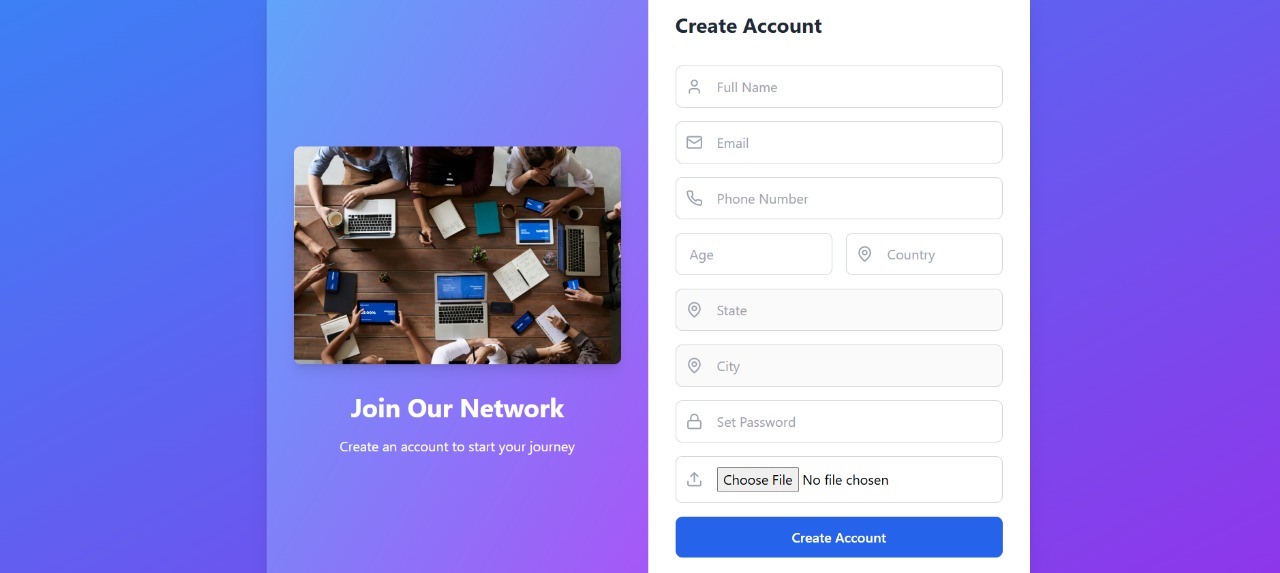 Create Account
Full Name
Email
Phone Number
Age
Country
State
City
Set Password
Choose File No file chosen
Create Account
Join Our Network
Create an account to start your journey